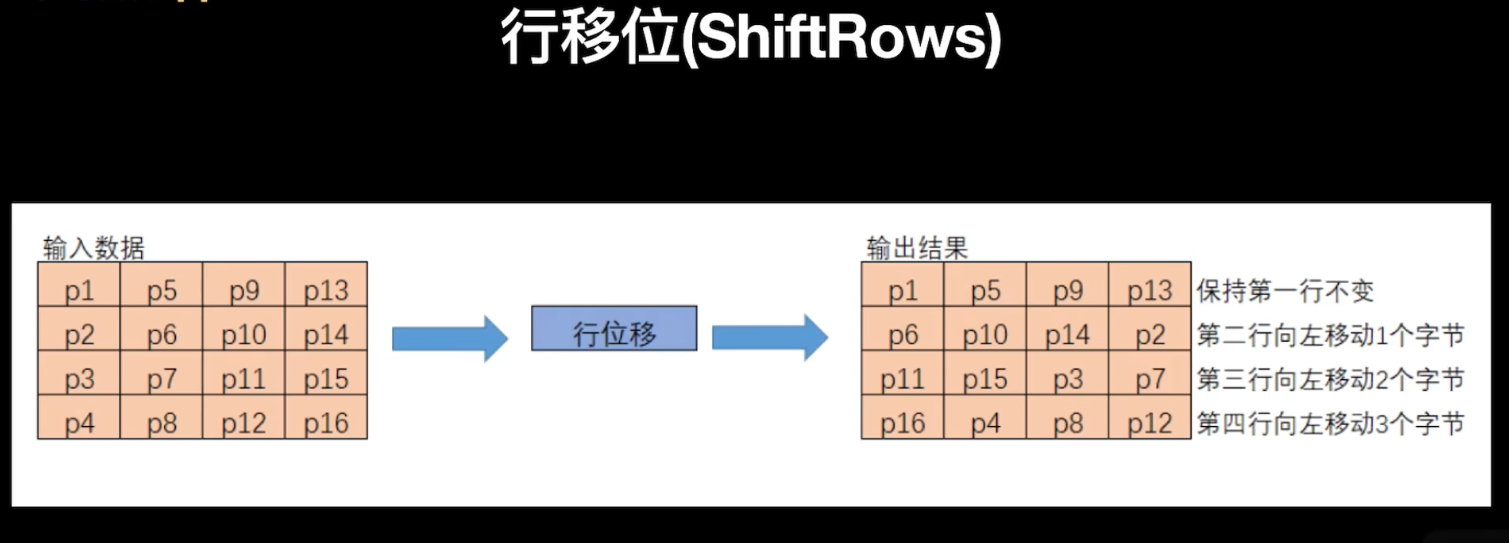 行移位(ShiftRows)
输入数据
p1 p5 p9 p13
p2 p6 p10 p14
p3 p7 p11 p15
p4 p8 p12 p16
行位移
输出结果
p1 p5 p9 p13 保持第一行不变
p6 p10 p14 p2 第二行向左移动1个字节
p11 p15 p3 p7 第三行向左移动2个字节
p16 p4 p8 p12 第四行向左移动3个字节